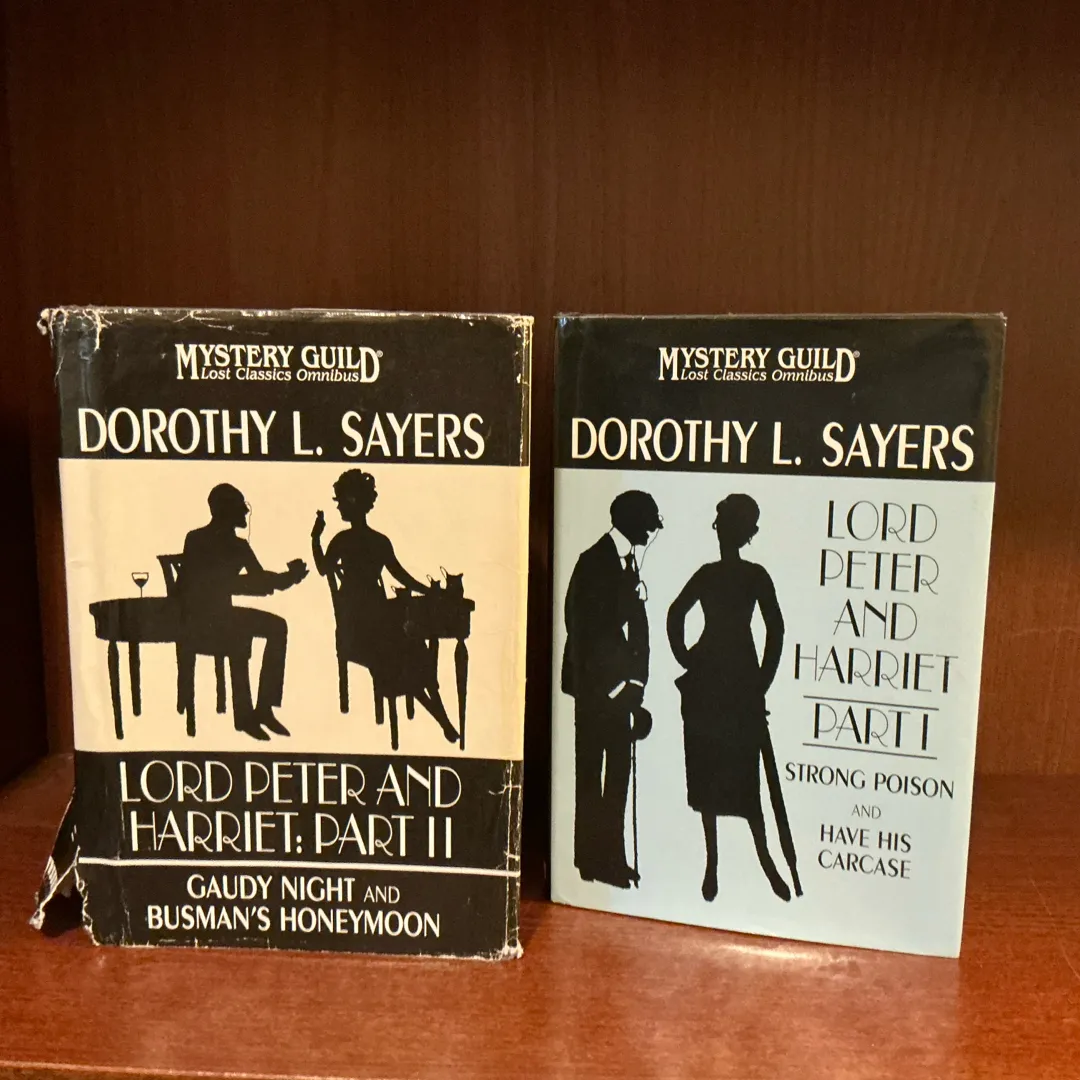 MYSTERY GUILD®
Lost Classics Omnibus
DOROTHY L. SAYERS
LORD PETER AND
HARRIET: PART II
GAUDY NIGHT AND
BUSMAN'S HONEYMOON
MYSTERY GUILD®
Lost Classics Omnibus
DOROTHY L. SAYERS
LORD
PETER
AND
HARRIET
PART I
STRONG POISON
AND
HAVE HIS
CARCASE